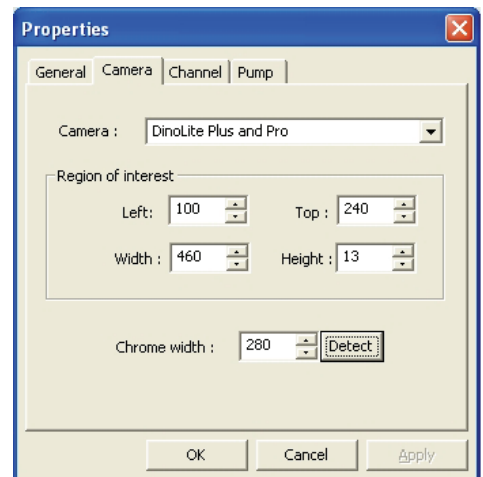 Properties
General Camera Channel Pump
Camera : DinoLite Plus and Pro
Region of interest
Left: 100 Top : 240
Width : 460 Height : 13
Chrome width : 280 Detect
OK Cancel Apply